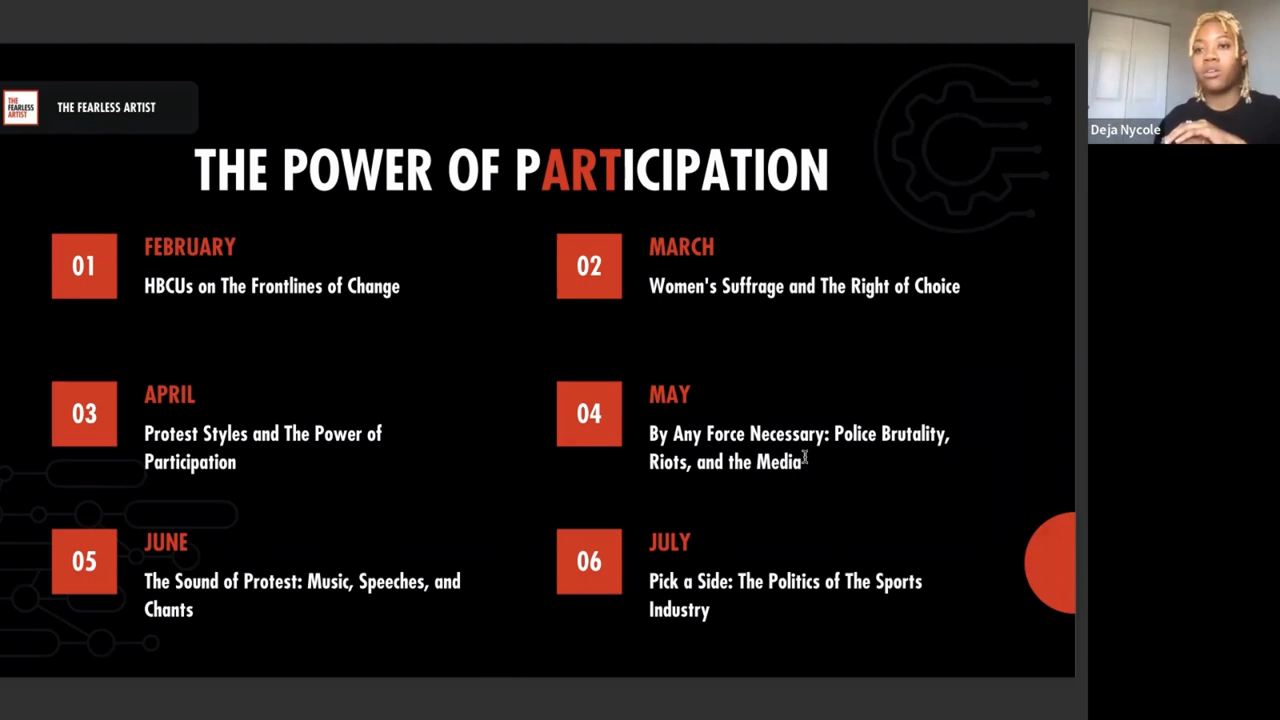 THE
FEARLESS
ARTIST
THE FEARLESS ARTIST
THE POWER OF PARTICIPATION
01
FEBRUARY
HBCUs on The Frontlines of Change
02
MARCH
Women's Suffrage and The Right of Choice
03
APRIL
Protest Styles and The Power of
Participation
04
MAY
By Any Force Necessary: Police Brutality,
Riots, and the Media
05
JUNE
The Sound of Protest: Music, Speeches, and
Chants
06
JULY
Pick a Side: The Politics of The Sports
Industry
Deja Nycole